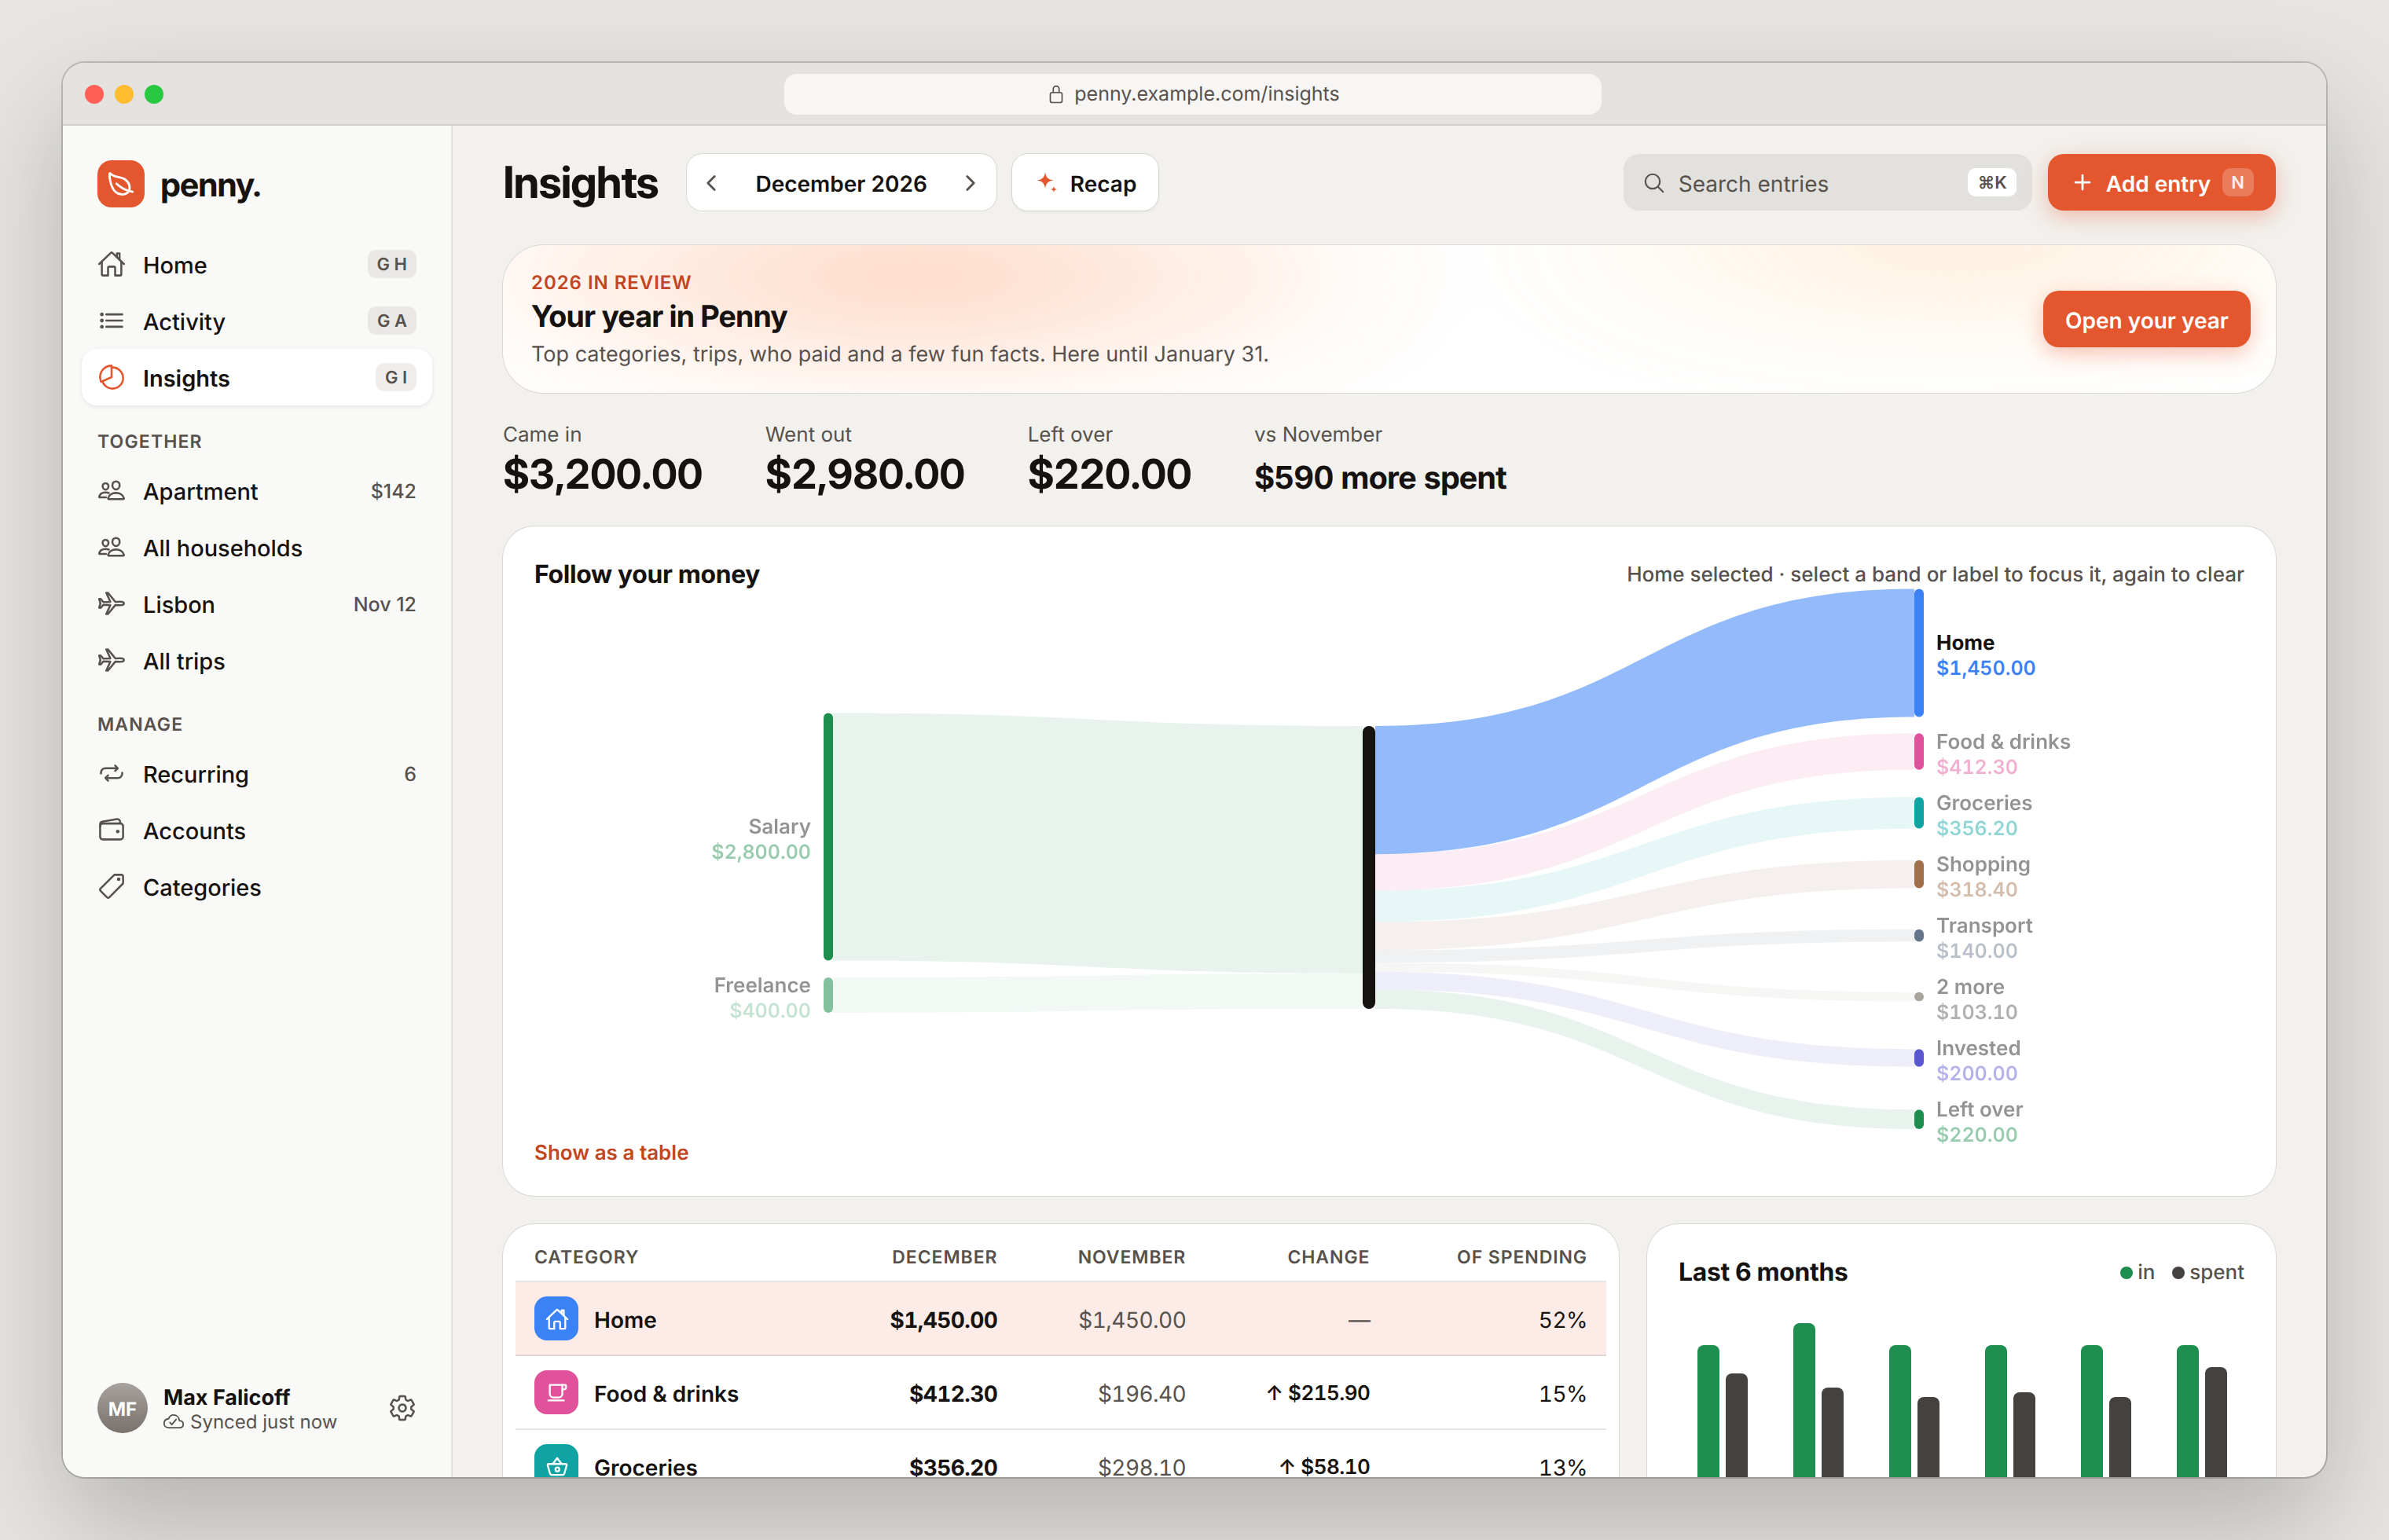 penny.example.com/insights
penny.
Home G H
Activity G A
Insights G I
TOGETHER
Apartment $142
All households
Lisbon Nov 12
All trips
MANAGE
Recurring 6
Accounts
Categories
MF
Max Falicoff
Synced just now
Insights
December 2026
Recap
Search entries ⌘K
+ Add entry N
2026 IN REVIEW
Your year in Penny
Top categories, trips, who paid and a few fun facts. Here until January 31.
Open your year
Came in
$3,200.00
Went out
$2,980.00
Left over
$220.00
vs November
$590 more spent
Follow your money
Home selected · select a band or label to focus it, again to clear
Salary
$2,800.00
Freelance
$400.00
Home
$1,450.00
Food & drinks
$412.30
Groceries
$356.20
Shopping
$318.40
Transport
$140.00
2 more
$103.10
Invested
$200.00
Left over
$220.00
Show as a table
CATEGORY DECEMBER NOVEMBER CHANGE OF SPENDING
Home $1,450.00 $1,450.00 — 52%
Food & drinks $412.30 $196.40 ↑ $215.90 15%
Groceries $356.20 $298.10 ↑ $58.10 13%
Last 6 months
in spent